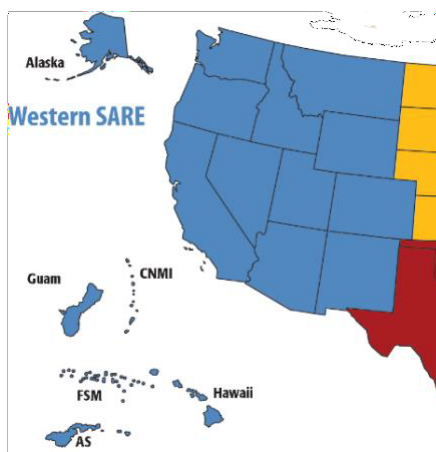 Alaska
Western SARE
Guam
CNMI
FSM
Hawaii
AS